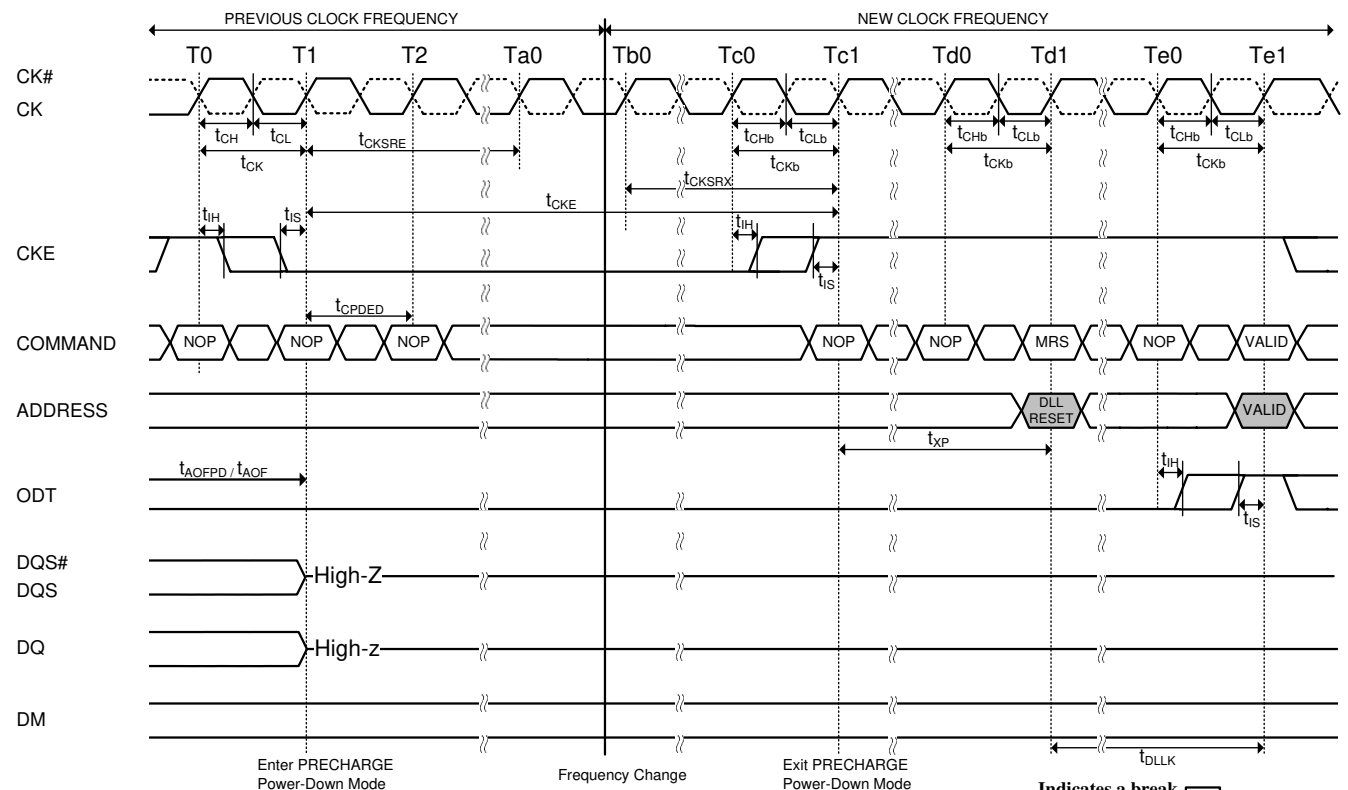 PREVIOUS CLOCK FREQUENCY NEW CLOCK FREQUENCY
T0 T1 T2 Ta0 Tb0 Tc0 Tc1 Td0 Td1 Te0 Te1
CK#
CK
tCH tCL tCHb tCLb tCHb tCLb tCHb tCLb
tCK tCKSRE tCKb tCKb tCKb
tCKSRX
tCKE
tIH tIS tIH
CKE
tIS
tCPDED
COMMAND NOP NOP NOP NOP NOP MRS NOP VALID
ADDRESS DLL RESET VALID
tXP
tAOFPD / tAOF tIH
ODT
tIS
DQS#
DQS High-Z
DQ High-z
DM
tDLLK
Enter PRECHARGE
Power-Down Mode
Frequency Change
Exit PRECHARGE
Power-Down Mode
Indicates a break